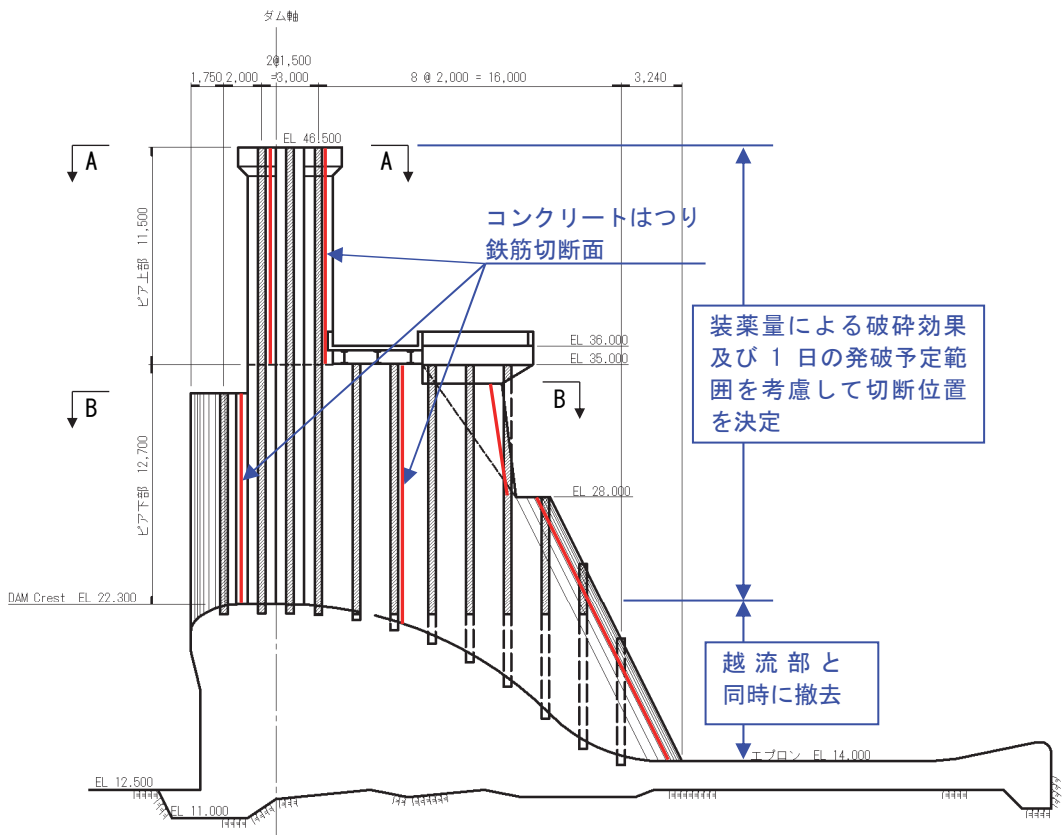 ダム軸
2@1,500
1,750 2,000 =3,000 8 @ 2,000 = 16,000 3,240
EL 46.500
A A
コンクリートはつり
鉄筋切断面
ピア上部 11,500
装薬量による破砕効果
及び 1 日の発破予定範
囲を考慮して切断位置
を決定
EL 36.000
EL 35.000
B B
ピア下部 12,700
EL 28.000
DAM Crest EL 22.300
越流部と
同時に撤去
エプロン EL 14.000
EL 12.500
EL 11.000